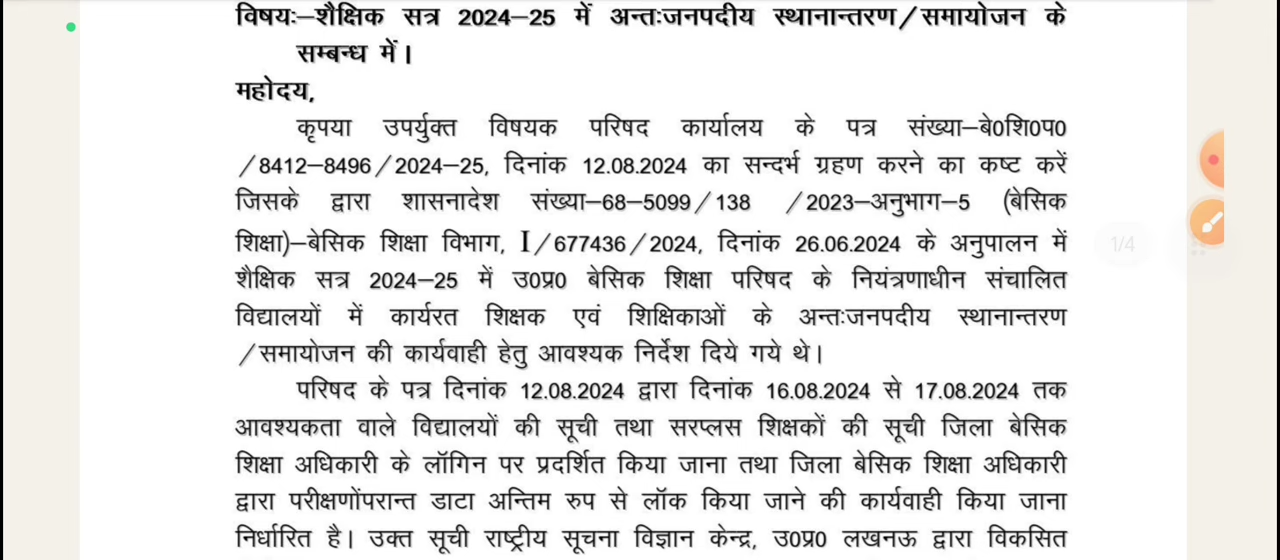 विषयः–शैक्षिक सत्र 2024–25 में अन्तःजनपदीय स्थानान्तरण/समायोजन के
सम्बन्ध में।
महोदय,
कृपया उपर्युक्त विषयक परिषद कार्यालय के पत्र संख्या–बे0शि0प0
/8412–8496/2024–25, दिनांक 12.08.2024 का सन्दर्भ ग्रहण करने का कष्ट करें
जिसके द्वारा शासनादेश संख्या–68–5099/138 /2023–अनुभाग–5 (बेसिक
शिक्षा)–बेसिक शिक्षा विभाग, I/677436/2024, दिनांक 26.06.2024 के अनुपालन में
शैक्षिक सत्र 2024–25 में उ0प्र0 बेसिक शिक्षा परिषद के नियंत्रणाधीन संचालित
विद्यालयों में कार्यरत शिक्षक एवं शिक्षिकाओं के अन्तःजनपदीय स्थानान्तरण
/समायोजन की कार्यवाही हेतु आवश्यक निर्देश दिये गये थे।
परिषद के पत्र दिनांक 12.08.2024 द्वारा दिनांक 16.08.2024 से 17.08.2024 तक
आवश्यकता वाले विद्यालयों की सूची तथा सरप्लस शिक्षकों की सूची जिला बेसिक
शिक्षा अधिकारी के लॉगिन पर प्रदर्शित किया जाना तथा जिला बेसिक शिक्षा अधिकारी
द्वारा परीक्षणोंपरान्त डाटा अन्तिम रुप से लॉक किया जाने की कार्यवाही किया जाना
निर्धारित है। उक्त सूची राष्ट्रीय सूचना विज्ञान केन्द्र, उ0प्र0 लखनऊ द्वारा विकसित
1/4